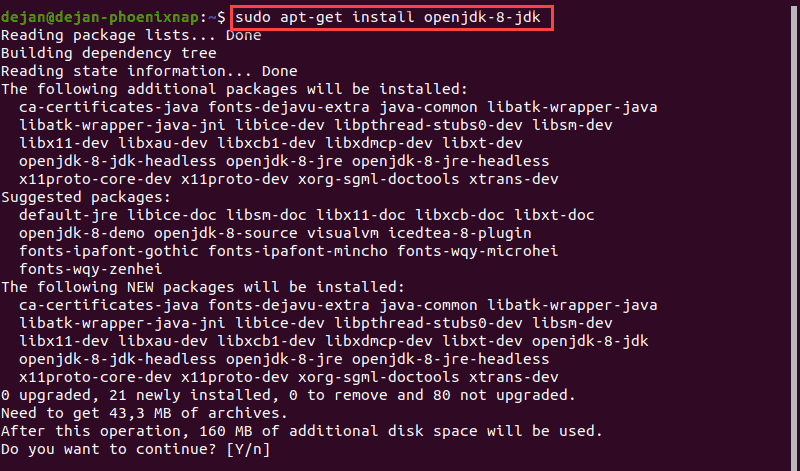 dejan@dejan-phoenixnap:~$ sudo apt-get install openjdk-8-jdk
Reading package lists... Done
Building dependency tree
Reading state information... Done
The following additional packages will be installed:
  ca-certificates-java fonts-dejavu-extra java-common libatk-wrapper-java
  libatk-wrapper-java-jni libice-dev libpthread-stubs0-dev libsm-dev
  libx11-dev libxau-dev libxcb1-dev libxdmcp-dev libxt-dev
  openjdk-8-jdk-headless openjdk-8-jre openjdk-8-jre-headless
  x11proto-core-dev x11proto-dev xorg-sgml-doctools xtrans-dev
Suggested packages:
  default-jre libice-doc libsm-doc libx11-doc libxcb-doc libxt-doc
  openjdk-8-demo openjdk-8-source visualvm icedtea-8-plugin
  fonts-ipafont-gothic fonts-ipafont-mincho fonts-wqy-microhei
  fonts-wqy-zenhei
The following NEW packages will be installed:
  ca-certificates-java fonts-dejavu-extra java-common libatk-wrapper-java
  libatk-wrapper-java-jni libice-dev libpthread-stubs0-dev libsm-dev
  libx11-dev libxau-dev libxcb1-dev libxdmcp-dev libxt-dev openjdk-8-jdk
  openjdk-8-jdk-headless openjdk-8-jre openjdk-8-jre-headless
  x11proto-core-dev x11proto-dev xorg-sgml-doctools xtrans-dev
0 upgraded, 21 newly installed, 0 to remove and 80 not upgraded.
Need to get 43,3 MB of archives.
After this operation, 160 MB of additional disk space will be used.
Do you want to continue? [Y/n]